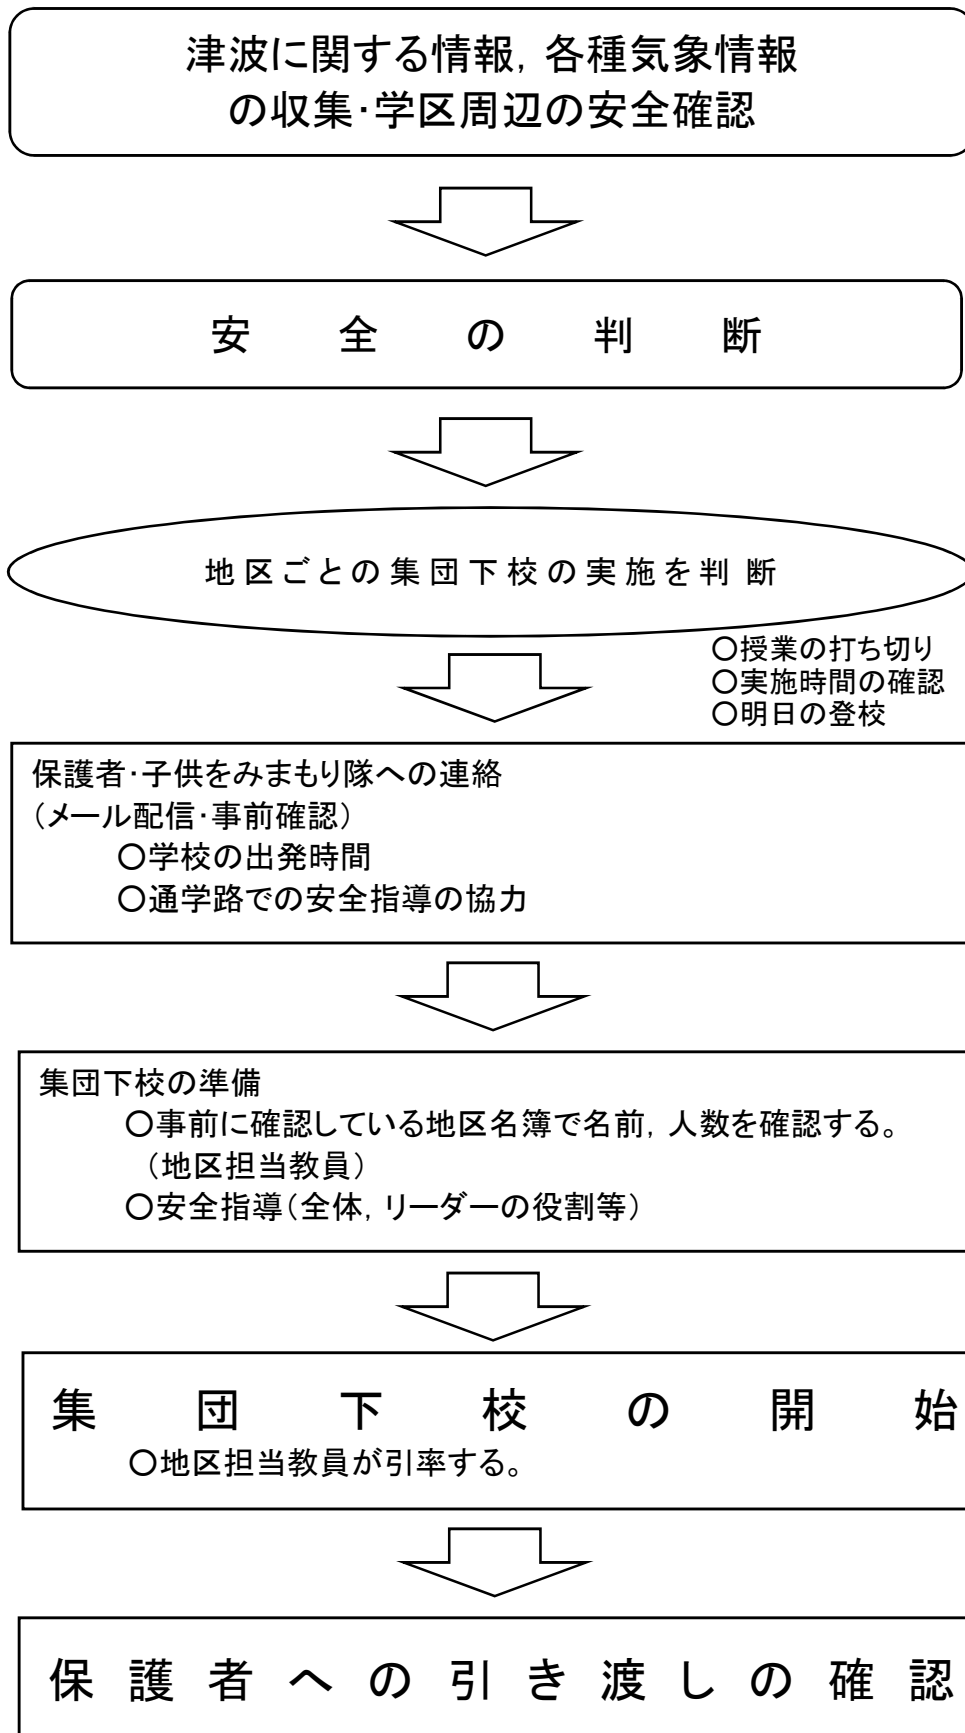 津波に関する情報，各種気象情報
の収集・学区周辺の安全確認
安全の判断
地区ごとの集団下校の実施を判断
○授業の打ち切り
○実施時間の確認
○明日の登校
保護者・子供をみまもり隊への連絡
（メール配信・事前確認）
○学校の出発時間
○通学路での安全指導の協力
集団下校の準備
○事前に確認している地区名簿で名前，人数を確認する。
（地区担当教員）
○安全指導（全体，リーダーの役割等）
集団下校の開始
○地区担当教員が引率する。
保護者への引き渡しの確認